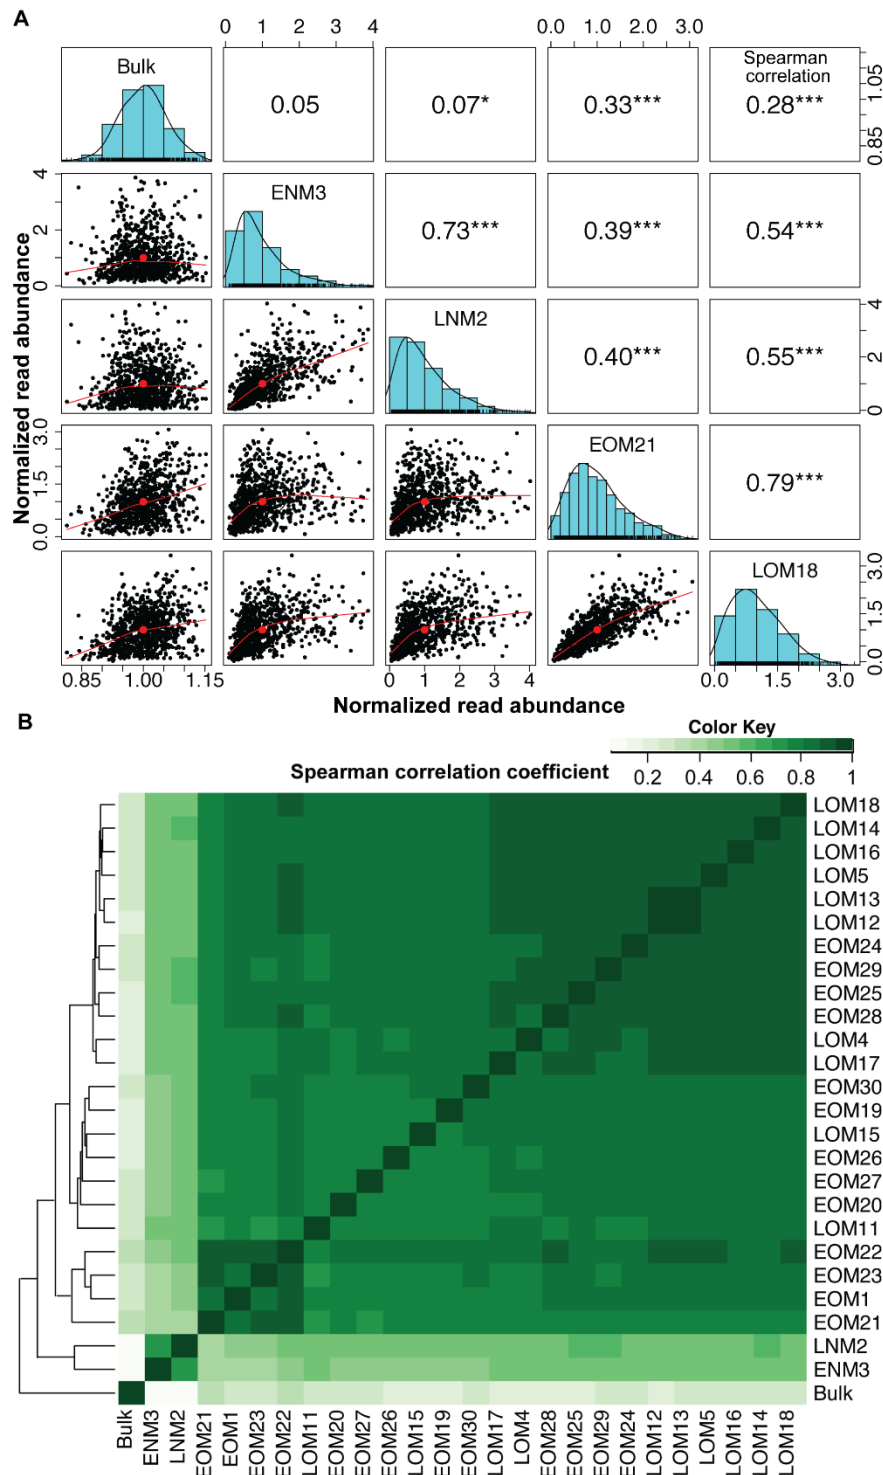 A
0 1 2 3 4
0.0 1.0 2.0 3.0
Bulk
0.05
0.07*
0.33***
Spearman
correlation
0.28***
0.85 1.05
Normalized read abundance
0 2 4
ENM3
0.73***
0.39***
0.54***
LNM2
0.40***
0.55***
0 2 4
0.0 1.5 3.0
EOM21
0.79***
LOM18
0.0 1.5 3.0
0.85 1.00 1.15
0 1 2 3 4
0.0 1.5 3.0
Normalized read abundance
B
Color Key
Spearman correlation coefficient
0.2 0.4 0.6 0.8 1
LOM18
LOM14
LOM16
LOM5
LOM13
LOM12
EOM24
EOM29
EOM25
EOM28
LOM4
LOM17
EOM30
EOM19
LOM15
EOM26
EOM27
EOM20
LOM11
EOM22
EOM23
EOM1
EOM21
LNM2
ENM3
Bulk
Bulk ENM3 LNM2 EOM21 EOM1 EOM23 EOM22 LOM11 EOM20 EOM27 EOM26 LOM15 EOM19 EOM30 LOM17 LOM4 EOM28 EOM25 EOM29 EOM24 LOM12 LOM13 LOM5 LOM16 LOM14 LOM18